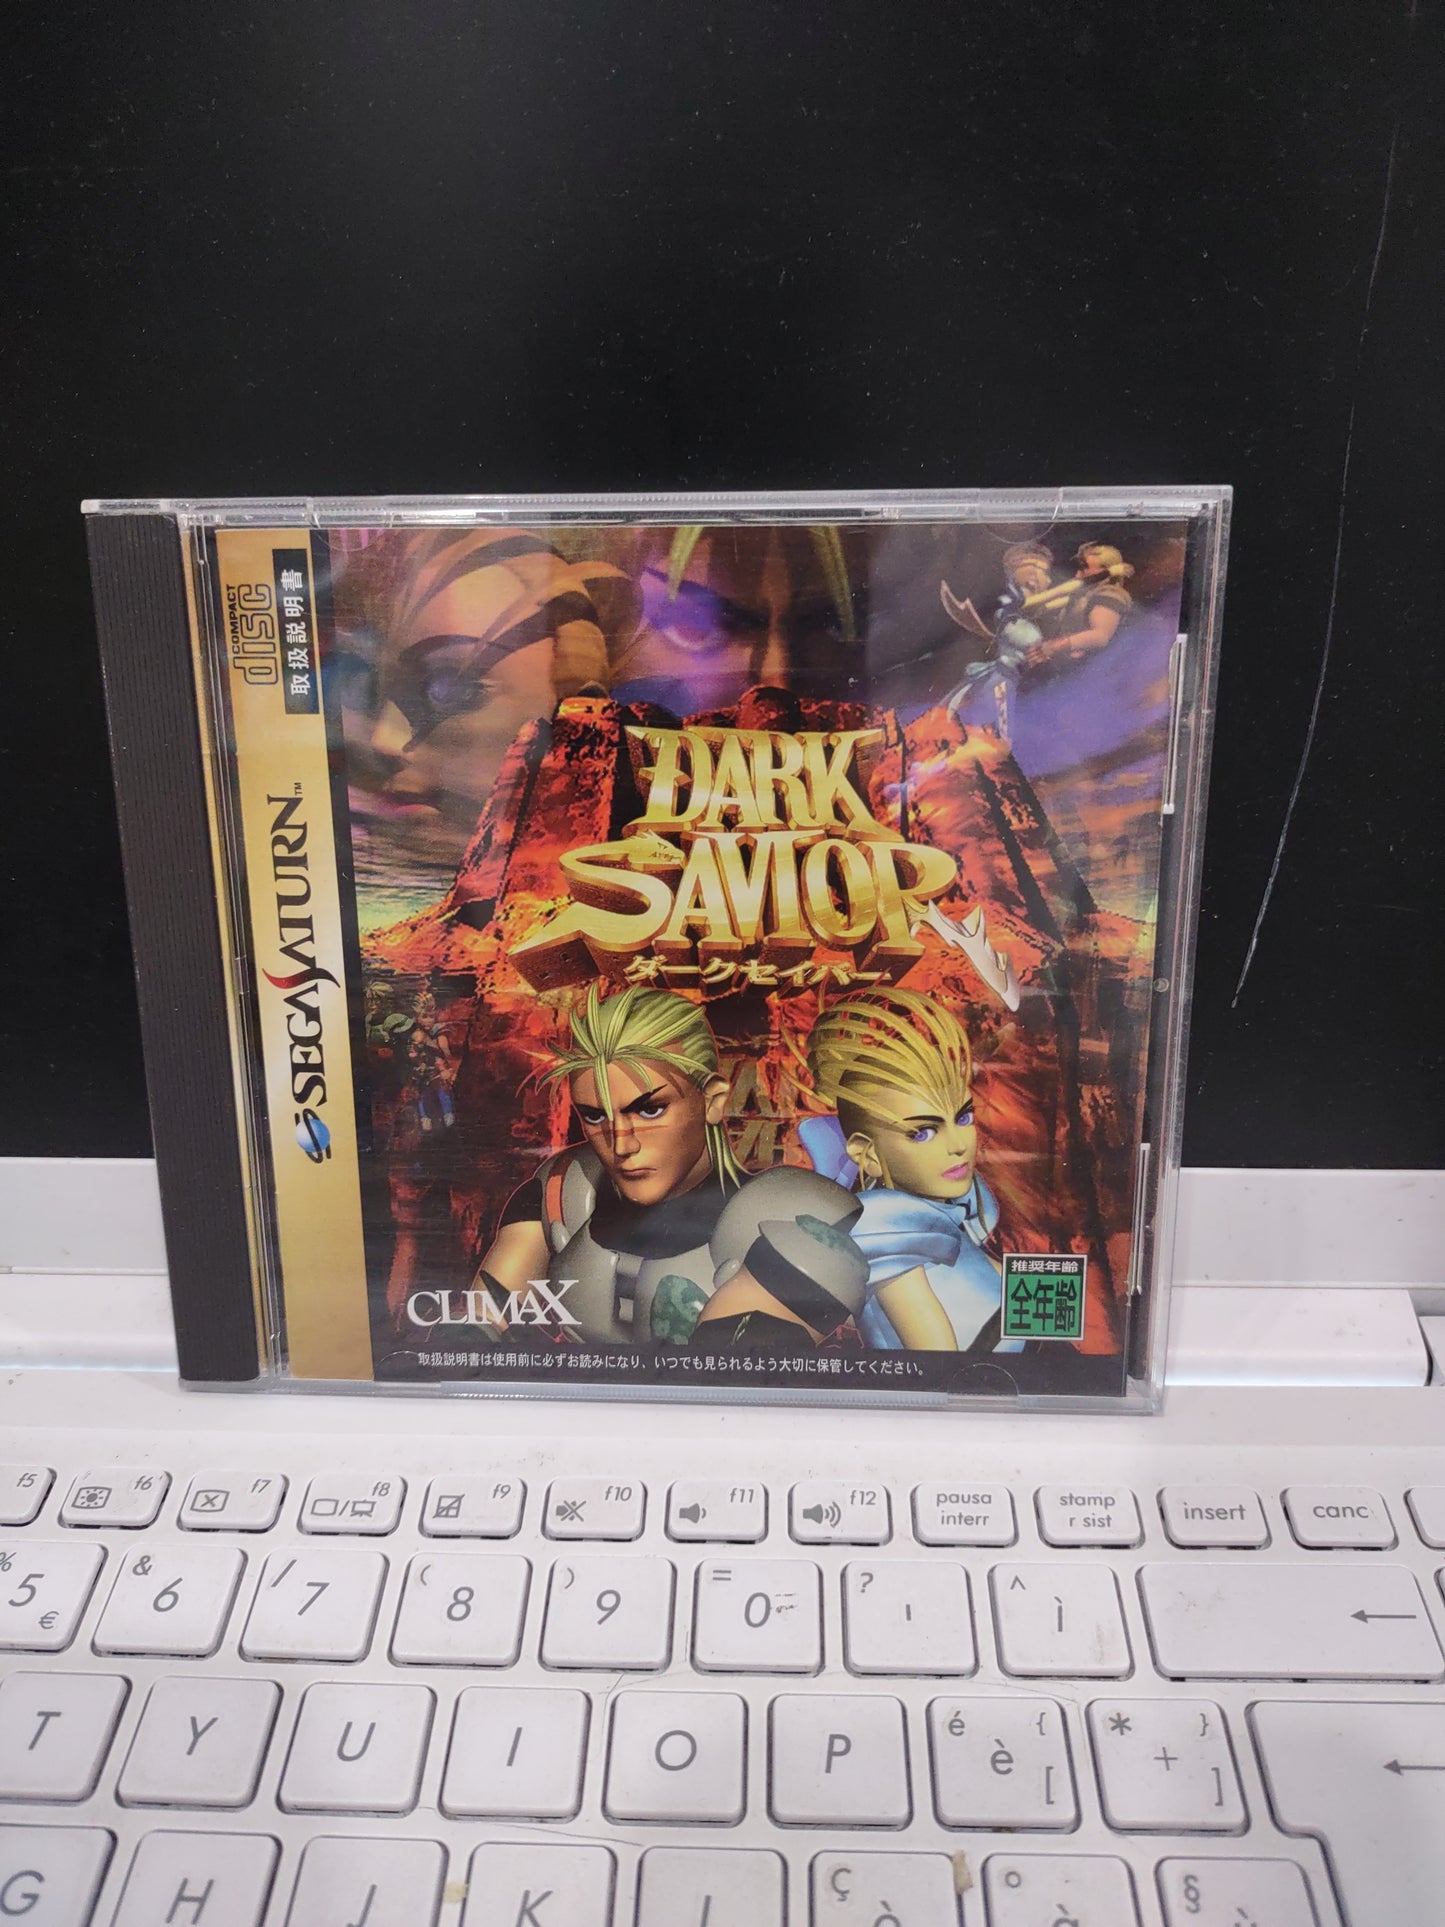 COMPACT
disc
取扱説明書
SEGA SATURN™
DARK
SAVIOR
ダークセイバー
CLIMAX
推奨年齢
全年齢
取扱説明書は使用前に必ずお読みになり、いつでも見られるよう大切に保管してください。
f5 f6 f7 f8 f9 f10 f11 f12 pausa interr stamp r sist insert canc
% 5 € & 6 / 7 ( 8 ) 9 = 0 ? ' ^ ì
T Y U I O P é è { [ * + } ]
G H J K L ç ò ° à § ù